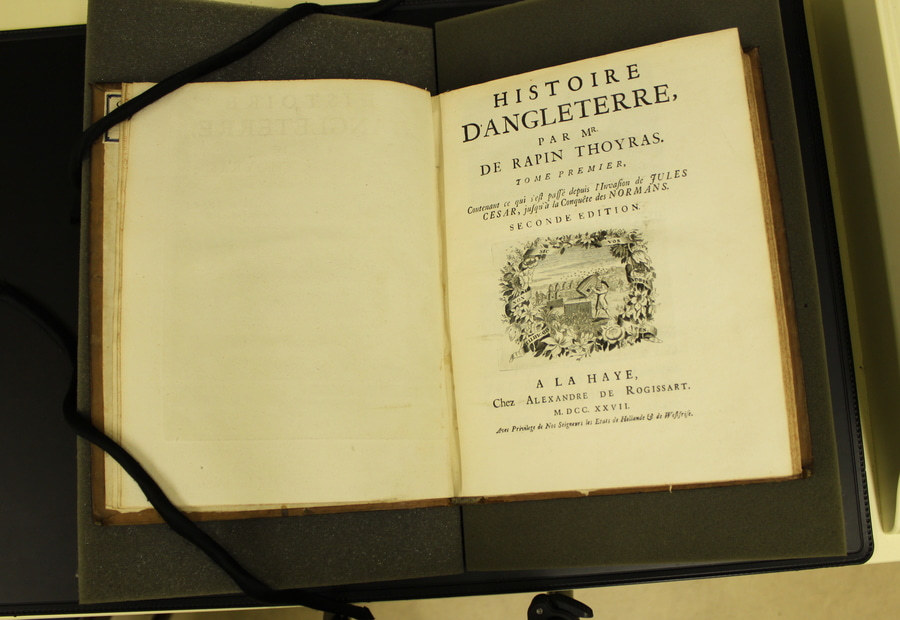 HISTOIRE
D'ANGLETERRE,
PAR MR.
DE RAPIN THOYRAS.
TOME PREMIER,
Contenant ce qui s'est passé depuis l'Invasion de JULES
CESAR, jusqu'à la Conquête des NORMANS.
SECONDE EDITION.
A LA HAYE,
Chez ALEXANDRE DE ROGISSART.
M. DCC. XXVII.
Avec Privilege de Nos Seigneurs les Etats de Hollande & de Westfrise.